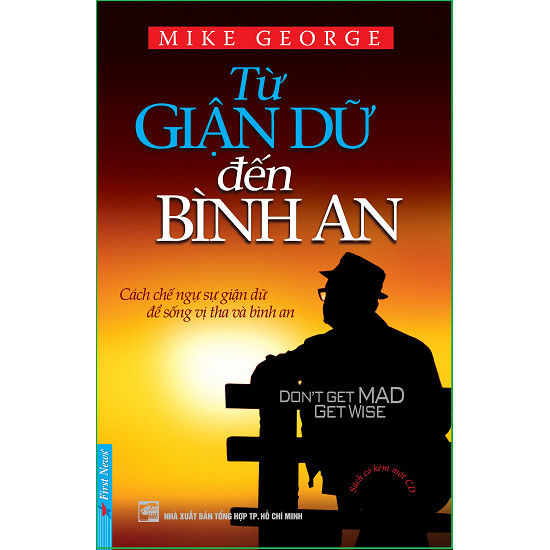 MIKE GEORGE
Từ
GIẬN DỮ
đến
BÌNH AN
Cách chế ngự sự giận dữ
để sống vị tha và bình an
DON'T GET MAD
GET WISE
Sách có kèm một CD
First News
NHÀ XUẤT BẢN TỔNG HỢP TP. HỒ CHÍ MINH